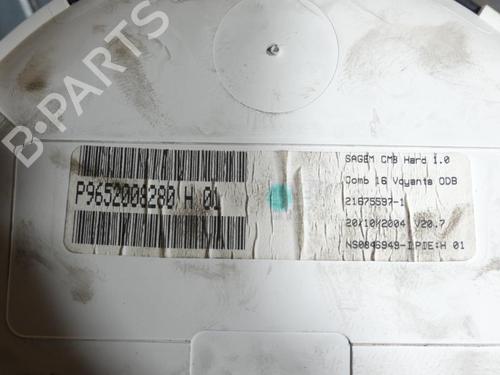 B-PARTS
P9652008280 H 01
SAGEM CMB Hard 1.0
Comb 16 Voyants ODB
21675597-1
20/10/2004 V20.7
NS0846949-IPIE:H 01